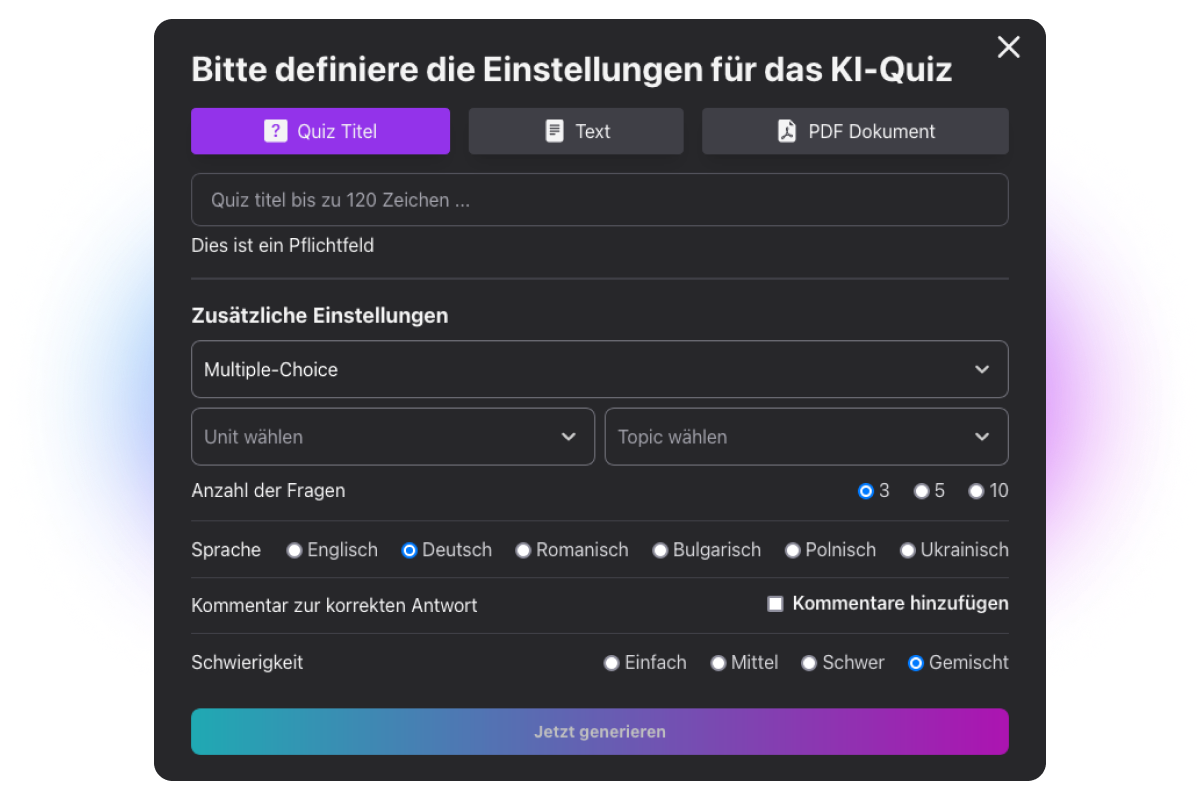 Bitte definiere die Einstellungen für das KI-Quiz
Quiz Titel Text PDF Dokument
Quiz titel bis zu 120 Zeichen ...
Dies ist ein Pflichtfeld
Zusätzliche Einstellungen
Multiple-Choice
Unit wählen Topic wählen
Anzahl der Fragen 3 5 10
Sprache Englisch Deutsch Romanisch Bulgarisch Polnisch Ukrainisch
Kommentar zur korrekten Antwort Kommentare hinzufügen
Schwierigkeit Einfach Mittel Schwer Gemischt
Jetzt generieren